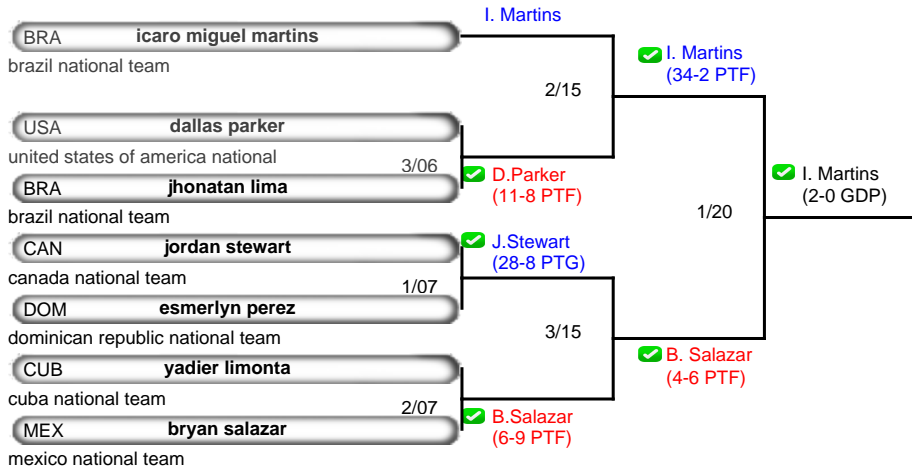 I. Martins
BRA icaro miguel martins
brazil national team
I. Martins
(34-2 PTF)
2/15
USA dallas parker
united states of america national
3/06
D.Parker
(11-8 PTF)
BRA jhonatan lima
brazil national team
I. Martins
(2-0 GDP)
1/20
CAN jordan stewart
canada national team
J.Stewart
(28-8 PTG)
1/07
DOM esmerlyn perez
dominican republic national team
3/15
CUB yadier limonta
cuba national team
B. Salazar
(4-6 PTF)
2/07
B.Salazar
(6-9 PTF)
MEX bryan salazar
mexico national team